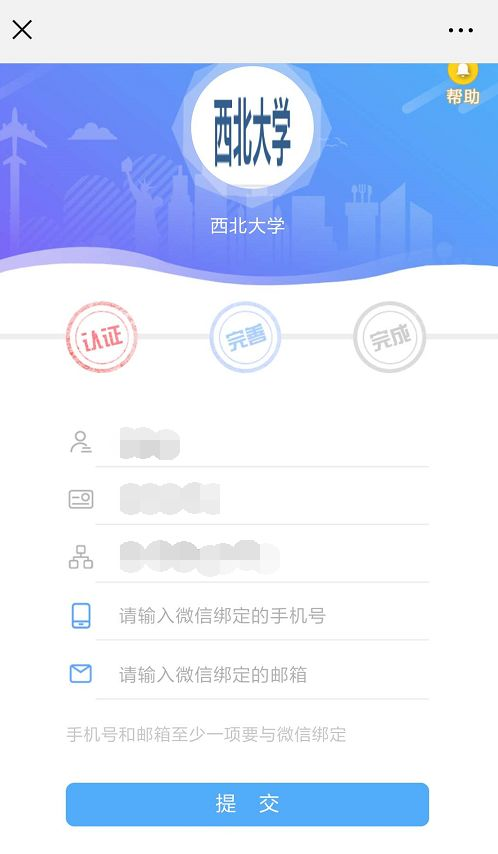 帮助
西北大学
西北大学
认证
完善
完成
请输入微信绑定的手机号
请输入微信绑定的邮箱
手机号和邮箱至少一项要与微信绑定
提 交